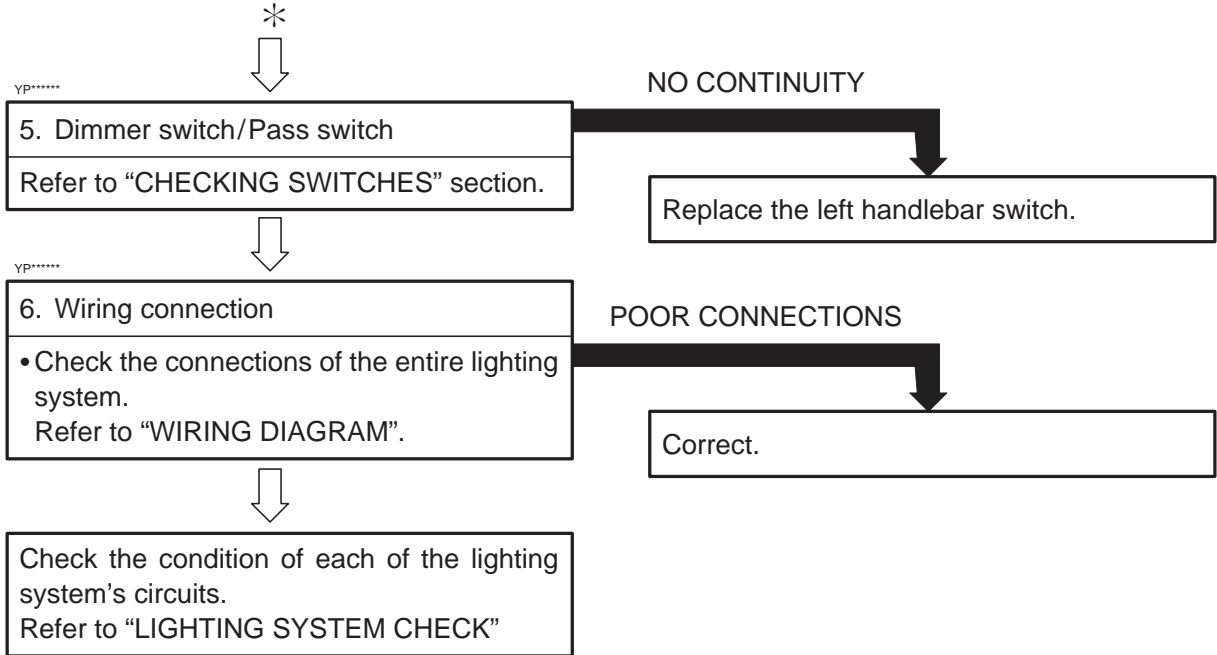 *
YP******
NO CONTINUITY
5. Dimmer switch/Pass switch
Refer to “CHECKING SWITCHES” section.
Replace the left handlebar switch.
YP******
6. Wiring connection
POOR CONNECTIONS
• Check the connections of the entire lighting
system.
Refer to “WIRING DIAGRAM”.
Correct.
Check the condition of each of the lighting
system’s circuits.
Refer to “LIGHTING SYSTEM CHECK”